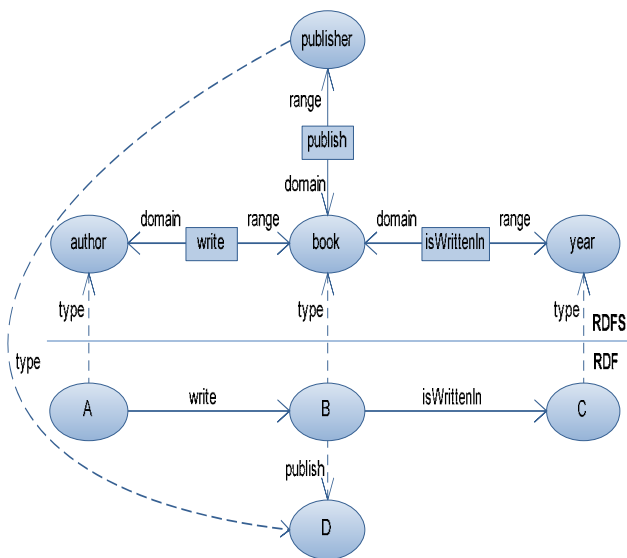 publisher
range
publish
domain
domain
range
domain
range
author
write
book
isWrittenIn
year
type
type
type
RDFS
type
RDF
A
write
B
isWrittenIn
C
publish
D